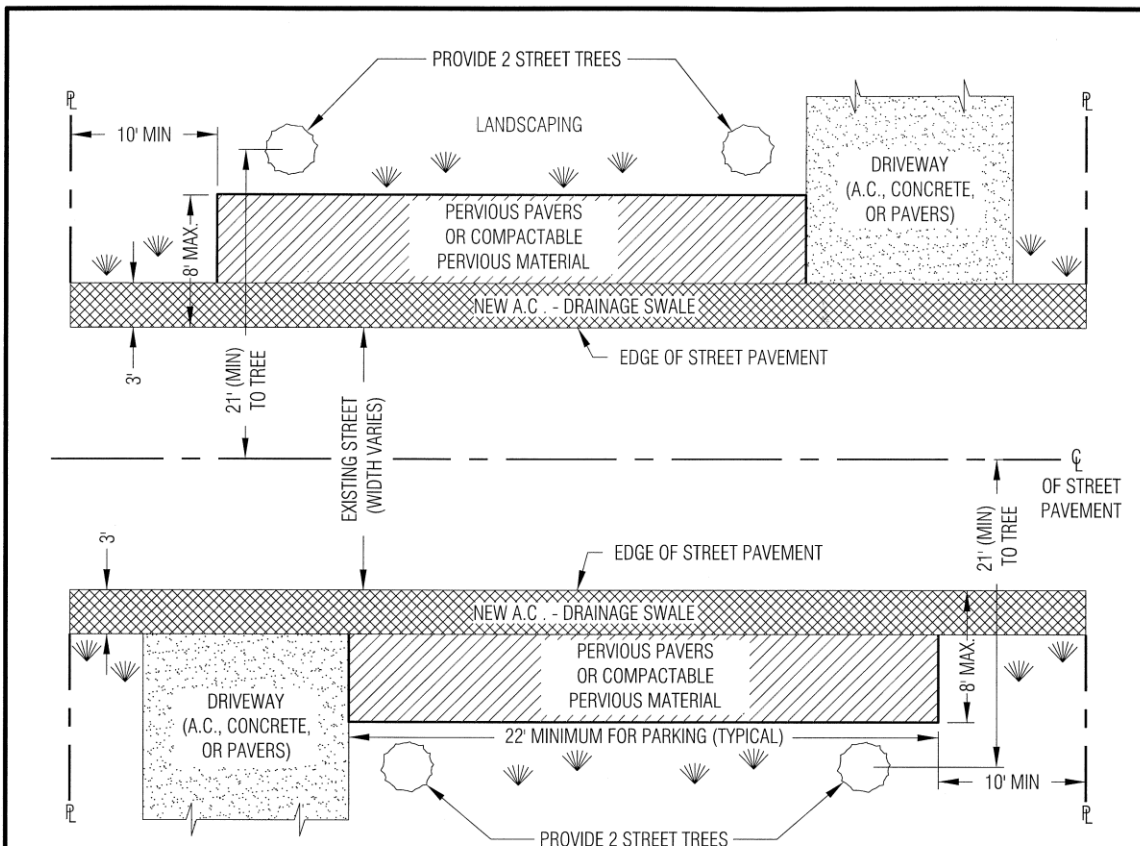 PROVIDE 2 STREET TREES
PL
PL
10' MIN
LANDSCAPING
DRIVEWAY
(A.C., CONCRETE,
OR PAVERS)
8' MAX.
PERVIOUS PAVERS
OR COMPACTABLE
PERVIOUS MATERIAL
NEW A.C . - DRAINAGE SWALE
EDGE OF STREET PAVEMENT
3'
21' (MIN)
TO TREE
EXISTING STREET
(WIDTH VARIES)
CL
OF STREET
PAVEMENT
21' (MIN)
TO TREE
3'
EDGE OF STREET PAVEMENT
NEW A.C . - DRAINAGE SWALE
PERVIOUS PAVERS
OR COMPACTABLE
PERVIOUS MATERIAL
8' MAX.
DRIVEWAY
(A.C., CONCRETE,
OR PAVERS)
22' MINIMUM FOR PARKING (TYPICAL)
10' MIN
PL
PL
PROVIDE 2 STREET TREES